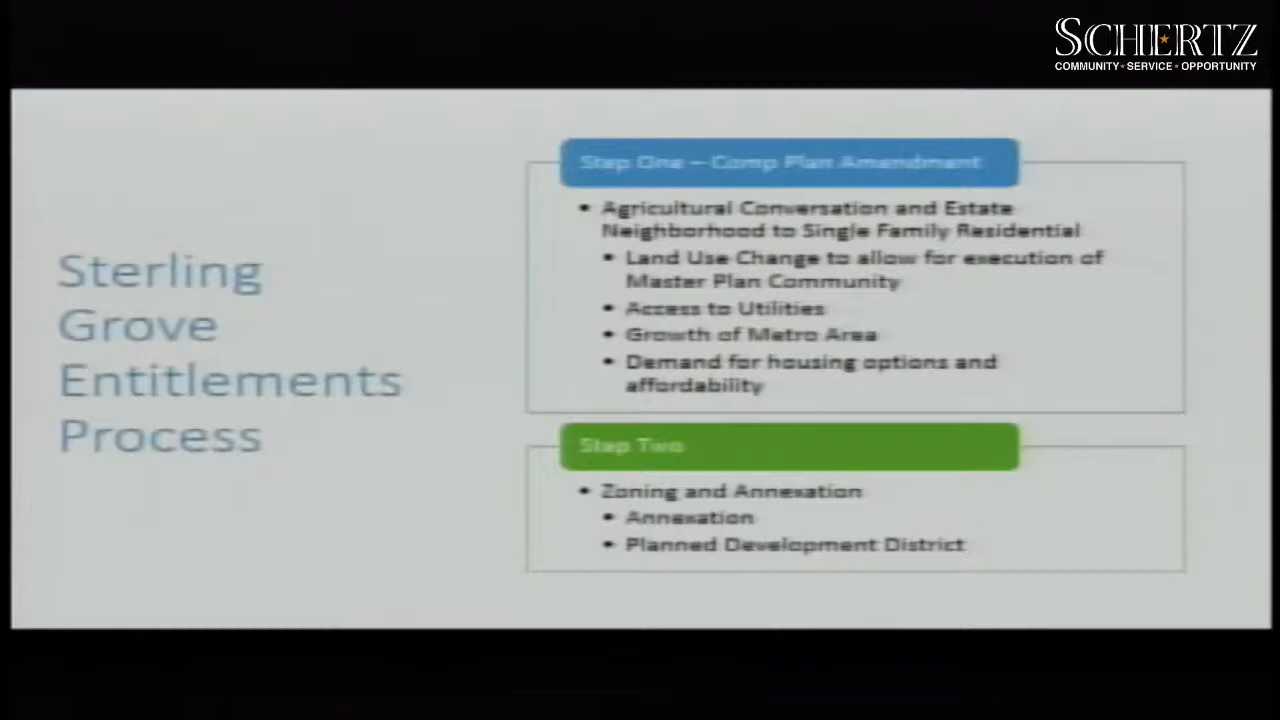 SCHERTZ
COMMUNITY★SERVICE★OPPORTUNITY
Sterling
Grove
Entitlements
Process
Step One – Comp Plan Amendment
• Agricultural Conversation and Estate
Neighborhood to Single Family Residential
• Land Use Change to allow for execution of
Master Plan Community
• Access to Utilities
• Growth of Metro Area
• Demand for housing options and
affordability
Step Two
• Zoning and Annexation
• Annexation
• Planned Development District